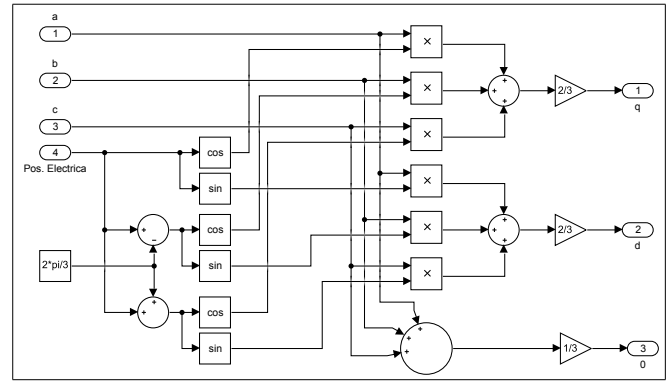 a
1
×
b
2
×
+
+
+
2/3
1
q
c
3
×
4
Pos. Electrica
cos
sin
×
+
−
cos
×
+
+
+
2/3
2
d
2*pi/3
sin
×
+
+
cos
sin
+
+
+
1/3
3
0